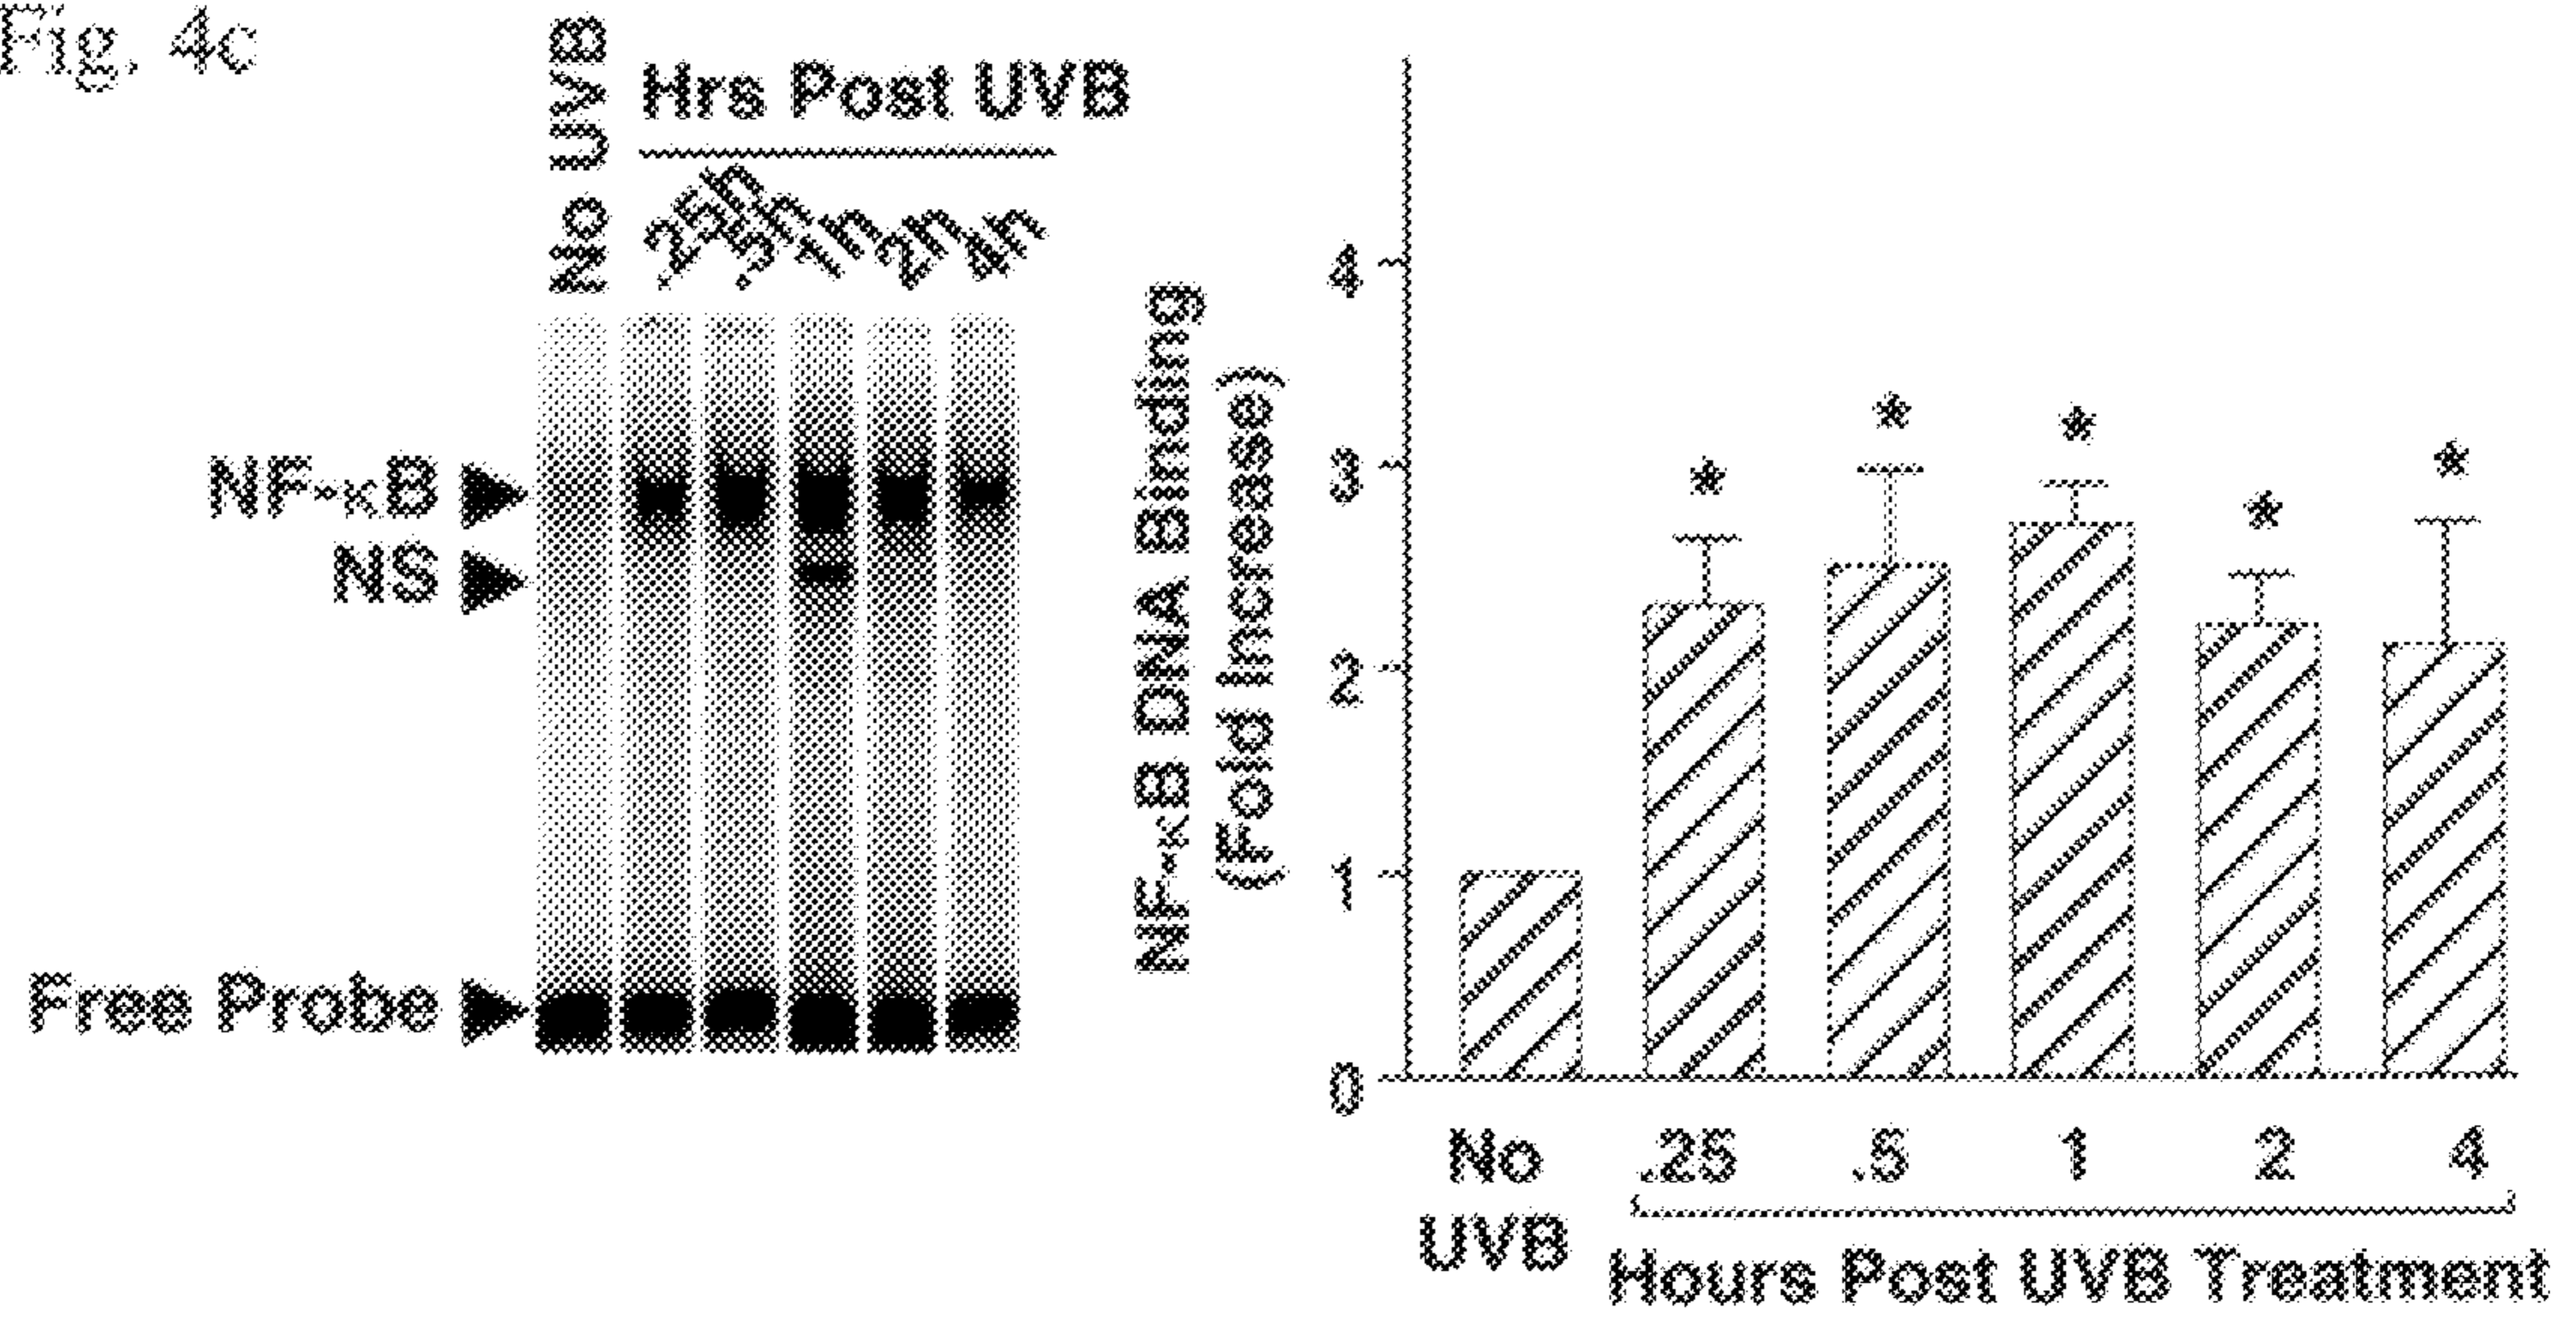 Fig. 4c
No UVB
Hrs Post UVB
.25h .5h 1h 2h 4h
NF-κB
NS
Free Probe
NF-κB DNA Binding
(Fold Increase)
4
3
2
1
0
* * * * *
No .25 .5 1 2 4
UVB
Hours Post UVB Treatment